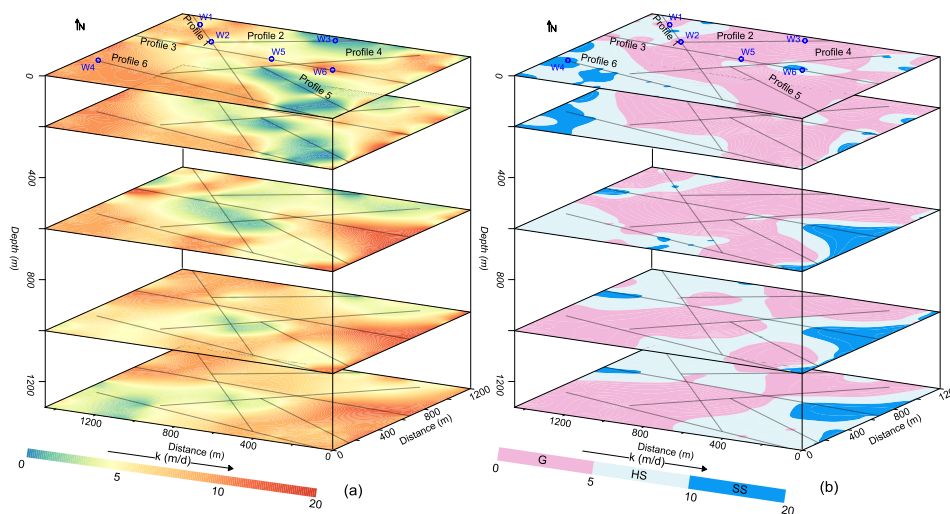 N
W1
Profile 1
W2
Profile 2
W3
Profile 3
Profile 4
W5
W4
Profile 6
W6
Profile 5
0
400
Depth (m)
800
1200
1200
800
400
0
Distance (m)
0
400
800
1200
Distance (m)
k (m/d)
0
5
10
20
(a)
N
W1
Profile 1
W2
Profile 2
W3
Profile 3
Profile 4
W5
W4
Profile 6
W6
Profile 5
0
400
Depth (m)
800
1200
1200
800
400
0
Distance (m)
0
400
800
120
Distance (m)
k (m/d)
G
HS
SS
0
5
10
20
(b)